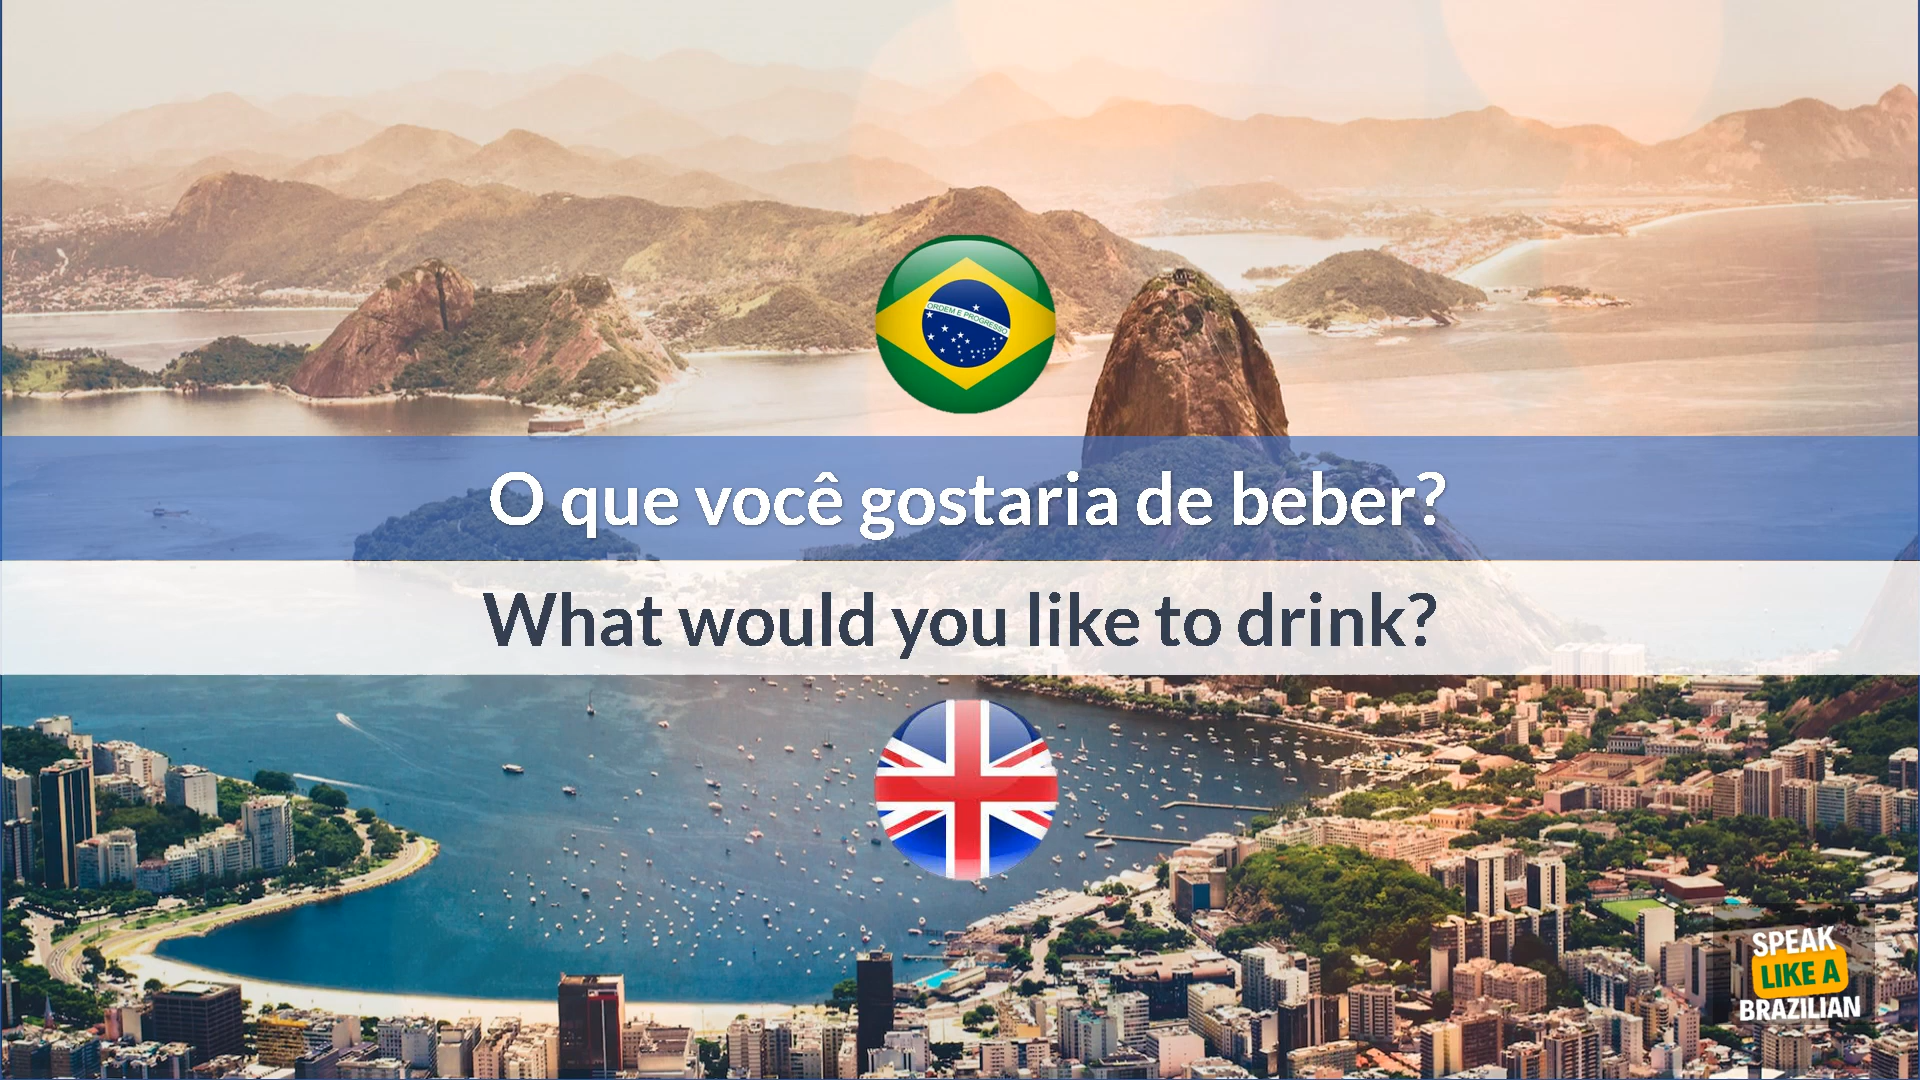 ORDEM E PROGRESSO
O que você gostaria de beber?
What would you like to drink?
SPEAK
LIKE A
BRAZILIAN